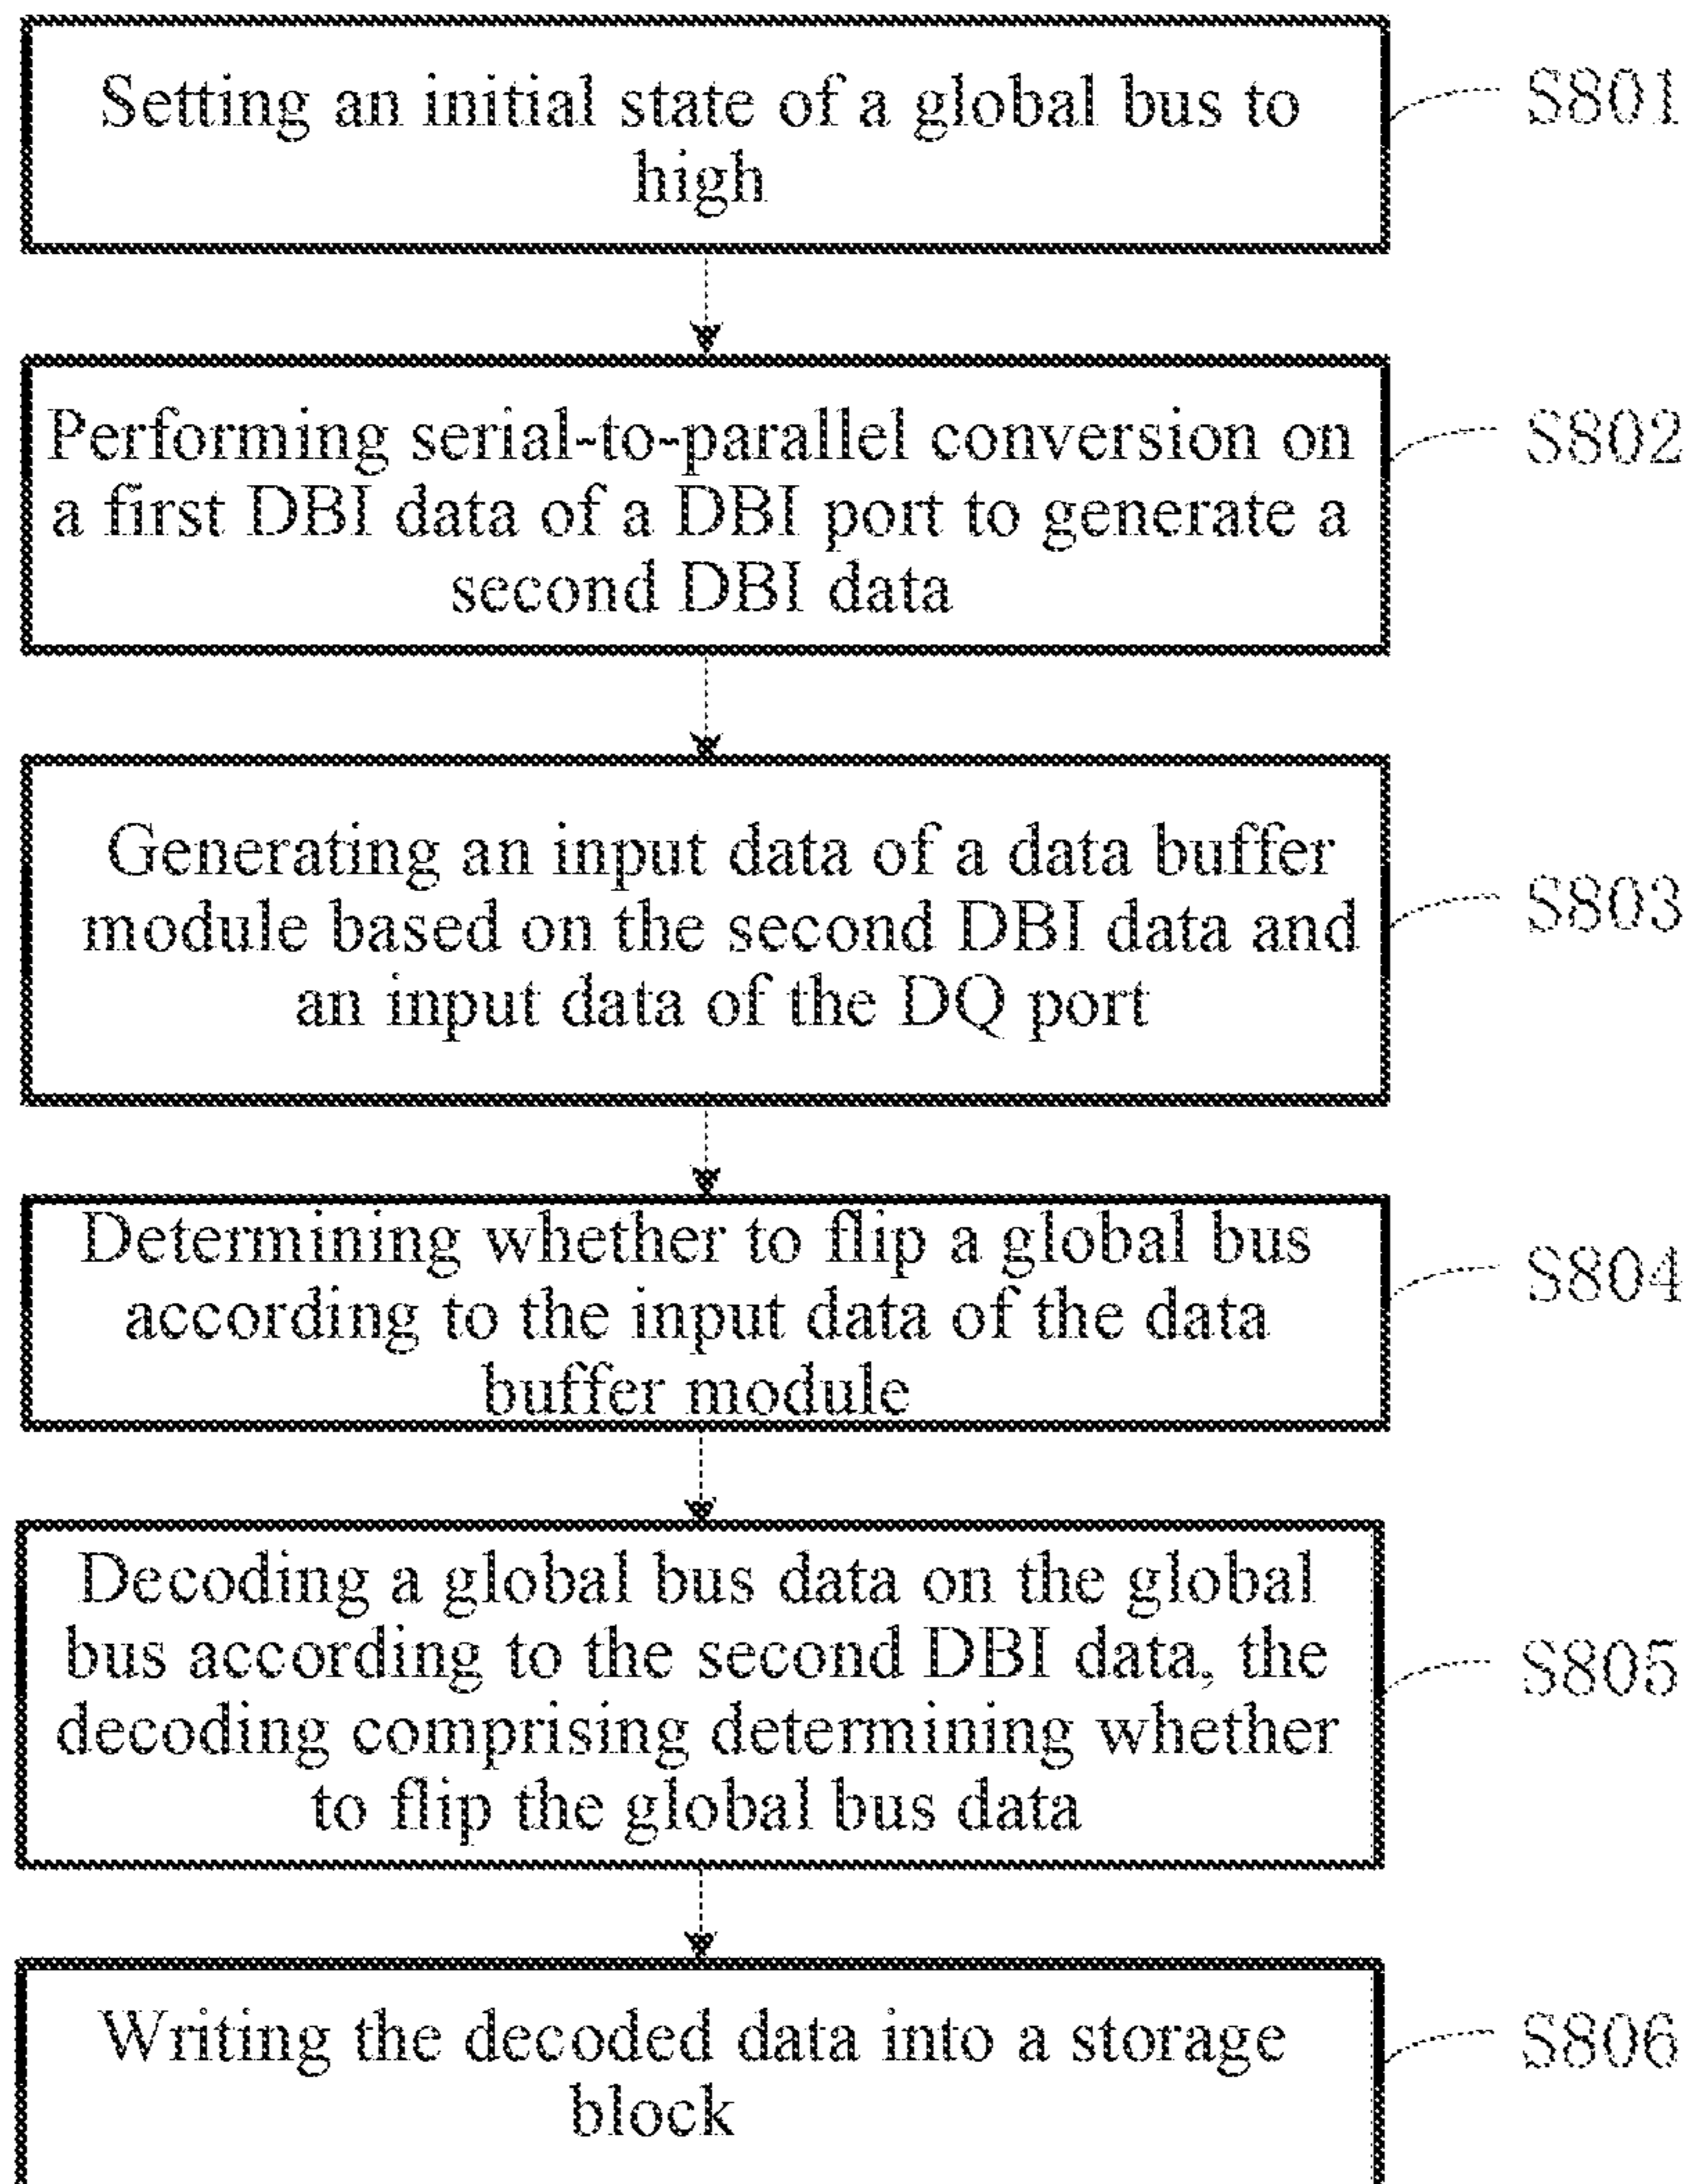 Setting an initial state of a global bus to
high
S801
Performing serial-to-parallel conversion on
a first DBI data of a DBI port to generate a
second DBI data
S802
Generating an input data of a data buffer
module based on the second DBI data and
an input data of the DQ port
S803
Determining whether to flip a global bus
according to the input data of the data
buffer module
S804
Decoding a global bus data on the global
bus according to the second DBI data, the
decoding comprising determining whether
to flip the global bus data
S805
Writing the decoded data into a storage
block
S806